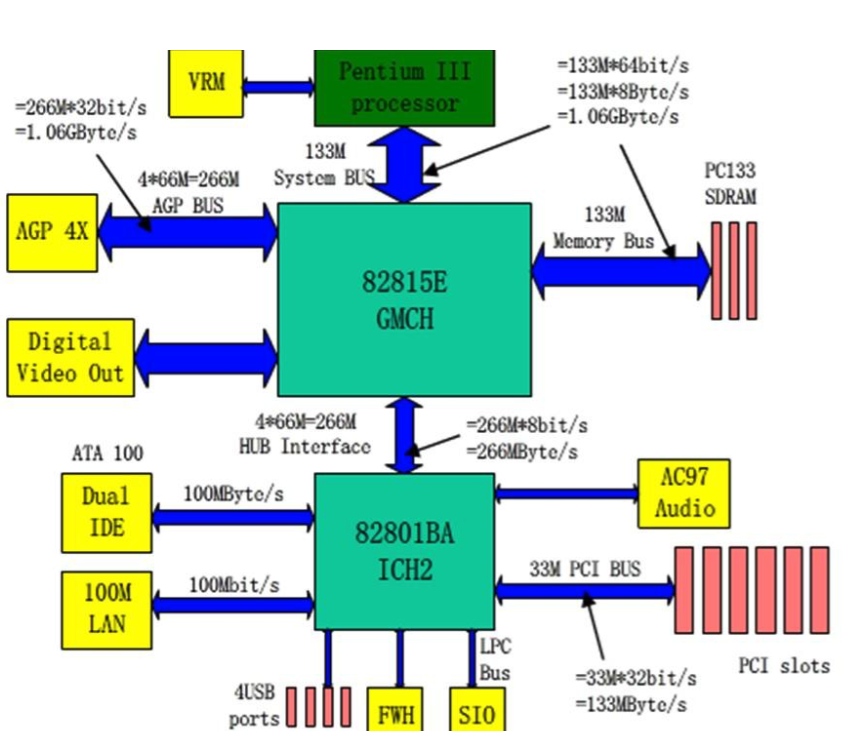 VRM
Pentium III
processor
=133M*64bit/s
=133M*8Byte/s
=1.06GByte/s
=266M*32bit/s
=1.06GByte/s
133M
System BUS
4*66M=266M
AGP BUS
PC133
SDRAM
AGP 4X
133M
Memory Bus
82815E
GMCH
Digital
Video Out
4*66M=266M
HUB Interface
=266M*8bit/s
=266MByte/s
ATA 100
Dual
IDE
100MByte/s
82801BA
ICH2
AC97
Audio
100M
LAN
100Mbit/s
33M PCI BUS
LPC
Bus
PCI slots
=33M*32bit/s
=133MByte/s
4USB
ports
FWH
SIO